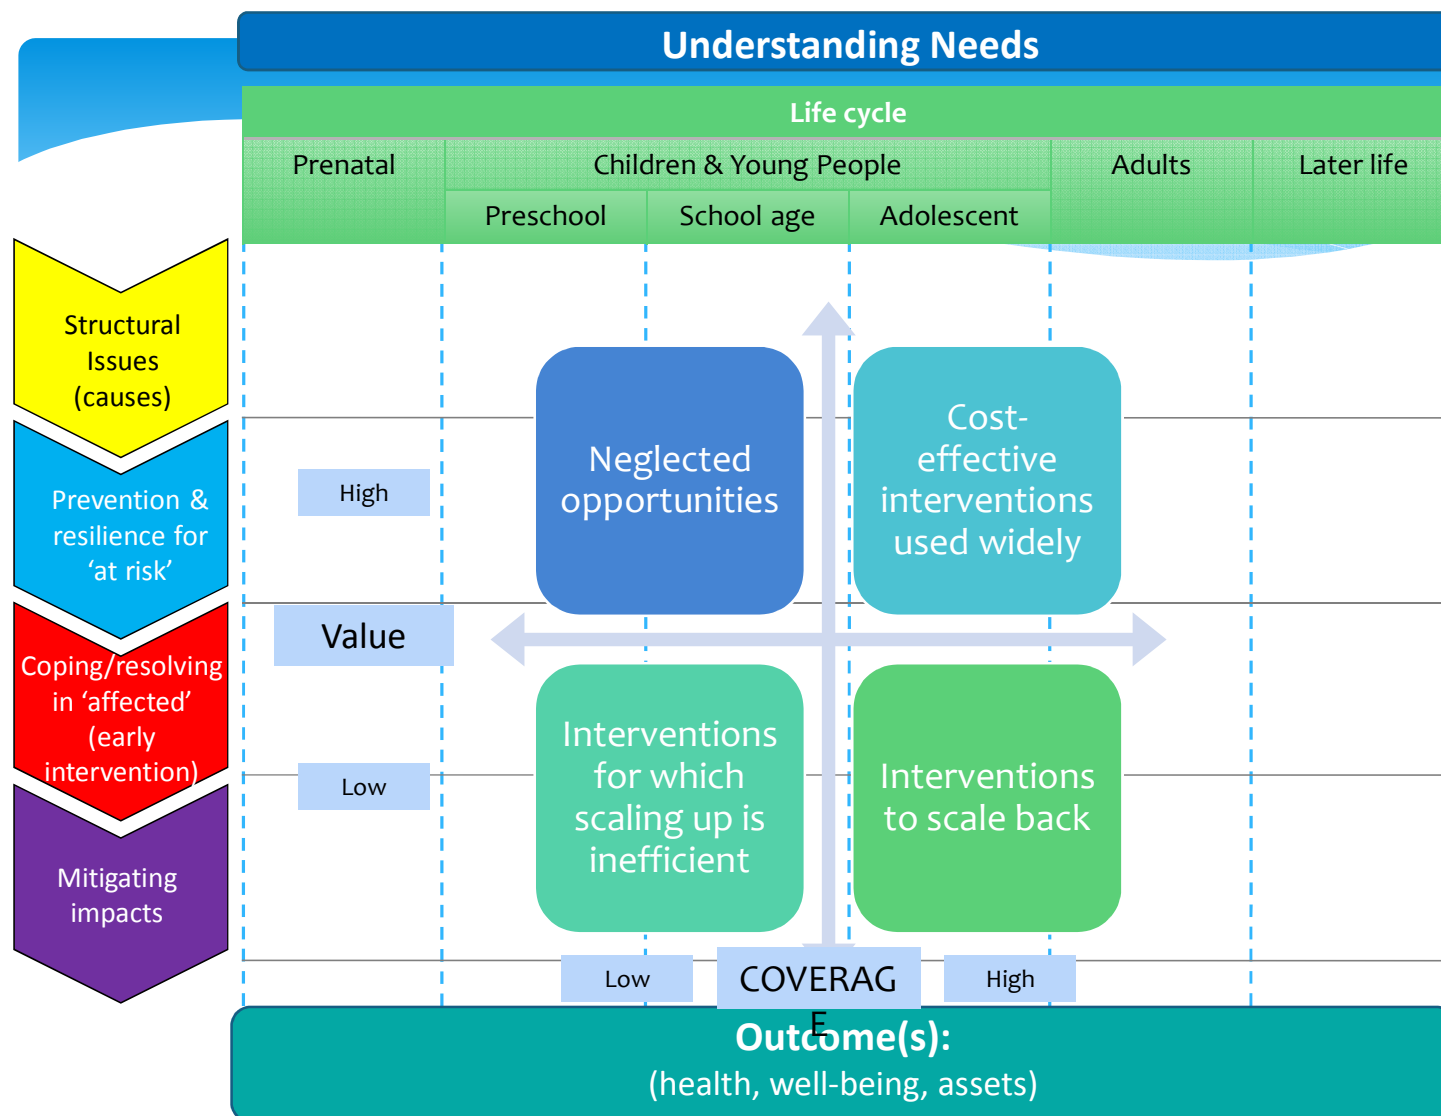 Understanding Needs
Life cycle
Prenatal
Children & Young People
Adults
Later life
Preschool
School age
Adolescent
Structural
Issues
(causes)
Prevention &
resilience for
‘at risk’
Coping/resolving
in ‘affected’
(early
intervention)
Mitigating
impacts
High
Value
Low
Neglected
opportunities
Cost-
effective
interventions
used widely
Interventions
for which
scaling up is
inefficient
Interventions
to scale back
Low
COVERAG
E
High
Outcome(s):
(health, well-being, assets)